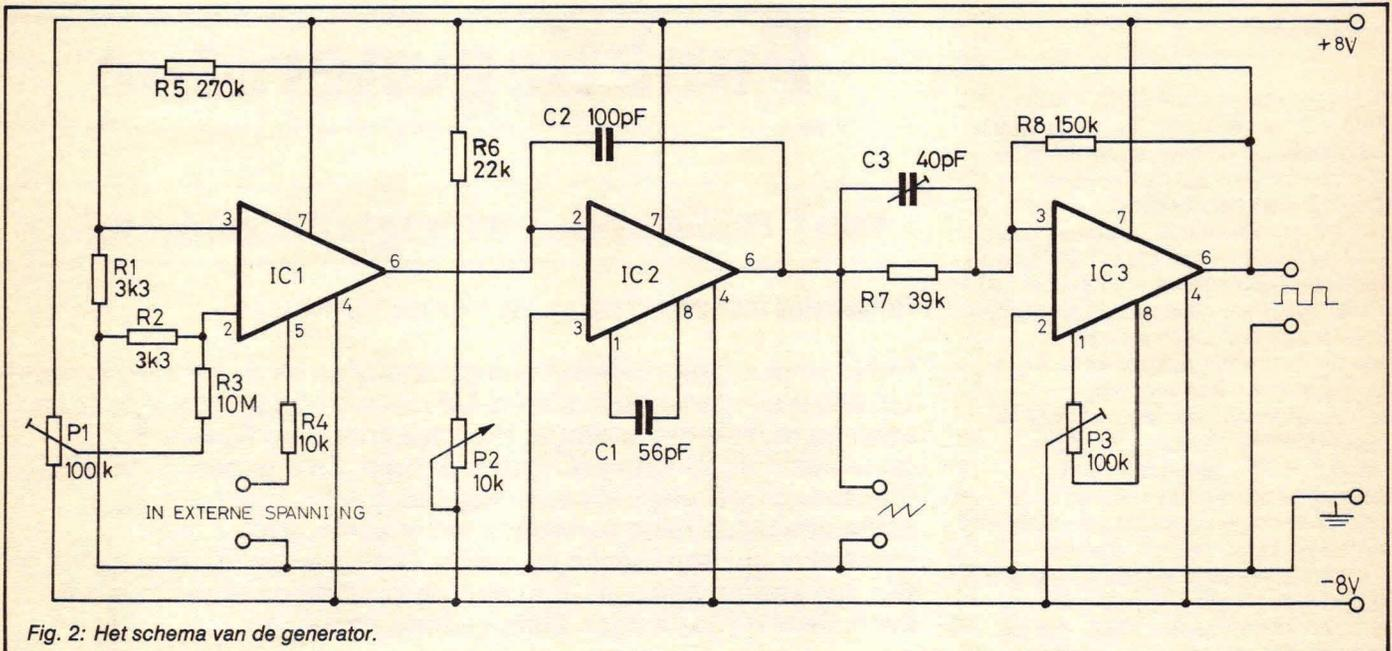 +8V
R5 270k
C2 100pF
R8 150k
R6
22k
C3 40pF
3
7
2
7
3
7
IC1
6
IC2
6
IC3
6
R1
3k3
R7 39k
R2
3k3
2
5
4
3
1
8
4
2
1
8
4
R3
10M
R4
10k
P1
100k
P2
10k
C1 56pF
P3
100k
IN EXTERNE SPANNING
-8V
Fig. 2: Het schema van de generator.